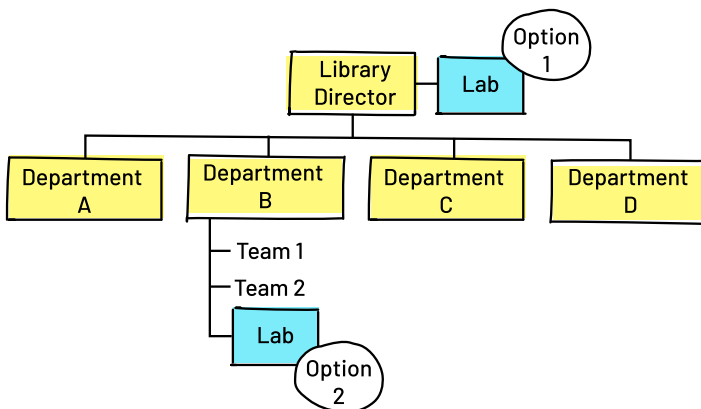 Option
1
Library
Director
Lab
Department
A
Department
B
Department
C
Department
D
Team 1
Team 2
Lab
Option
2